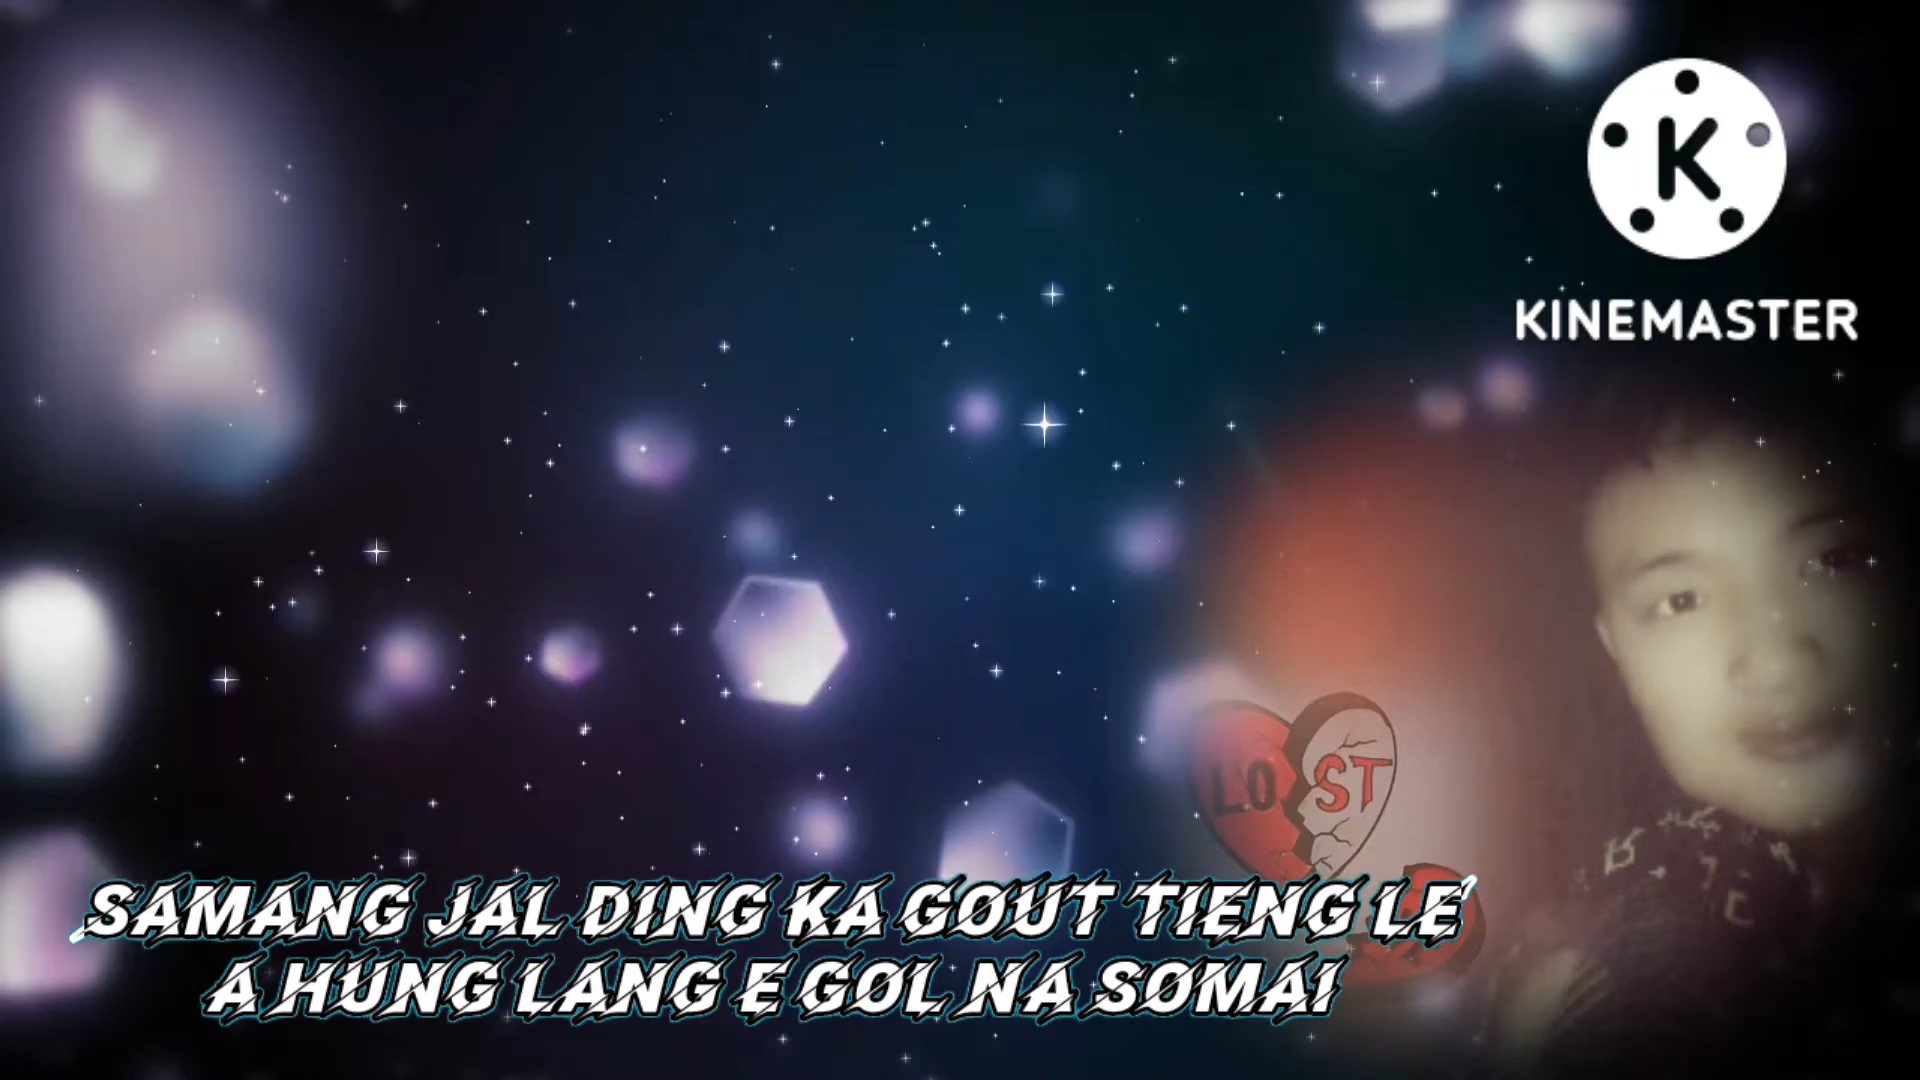 K
KINEMASTER
LOST
SAMANG JAL DING KA GOUT TIENG LE
A HUNG LANG E GOL NA SOMAI